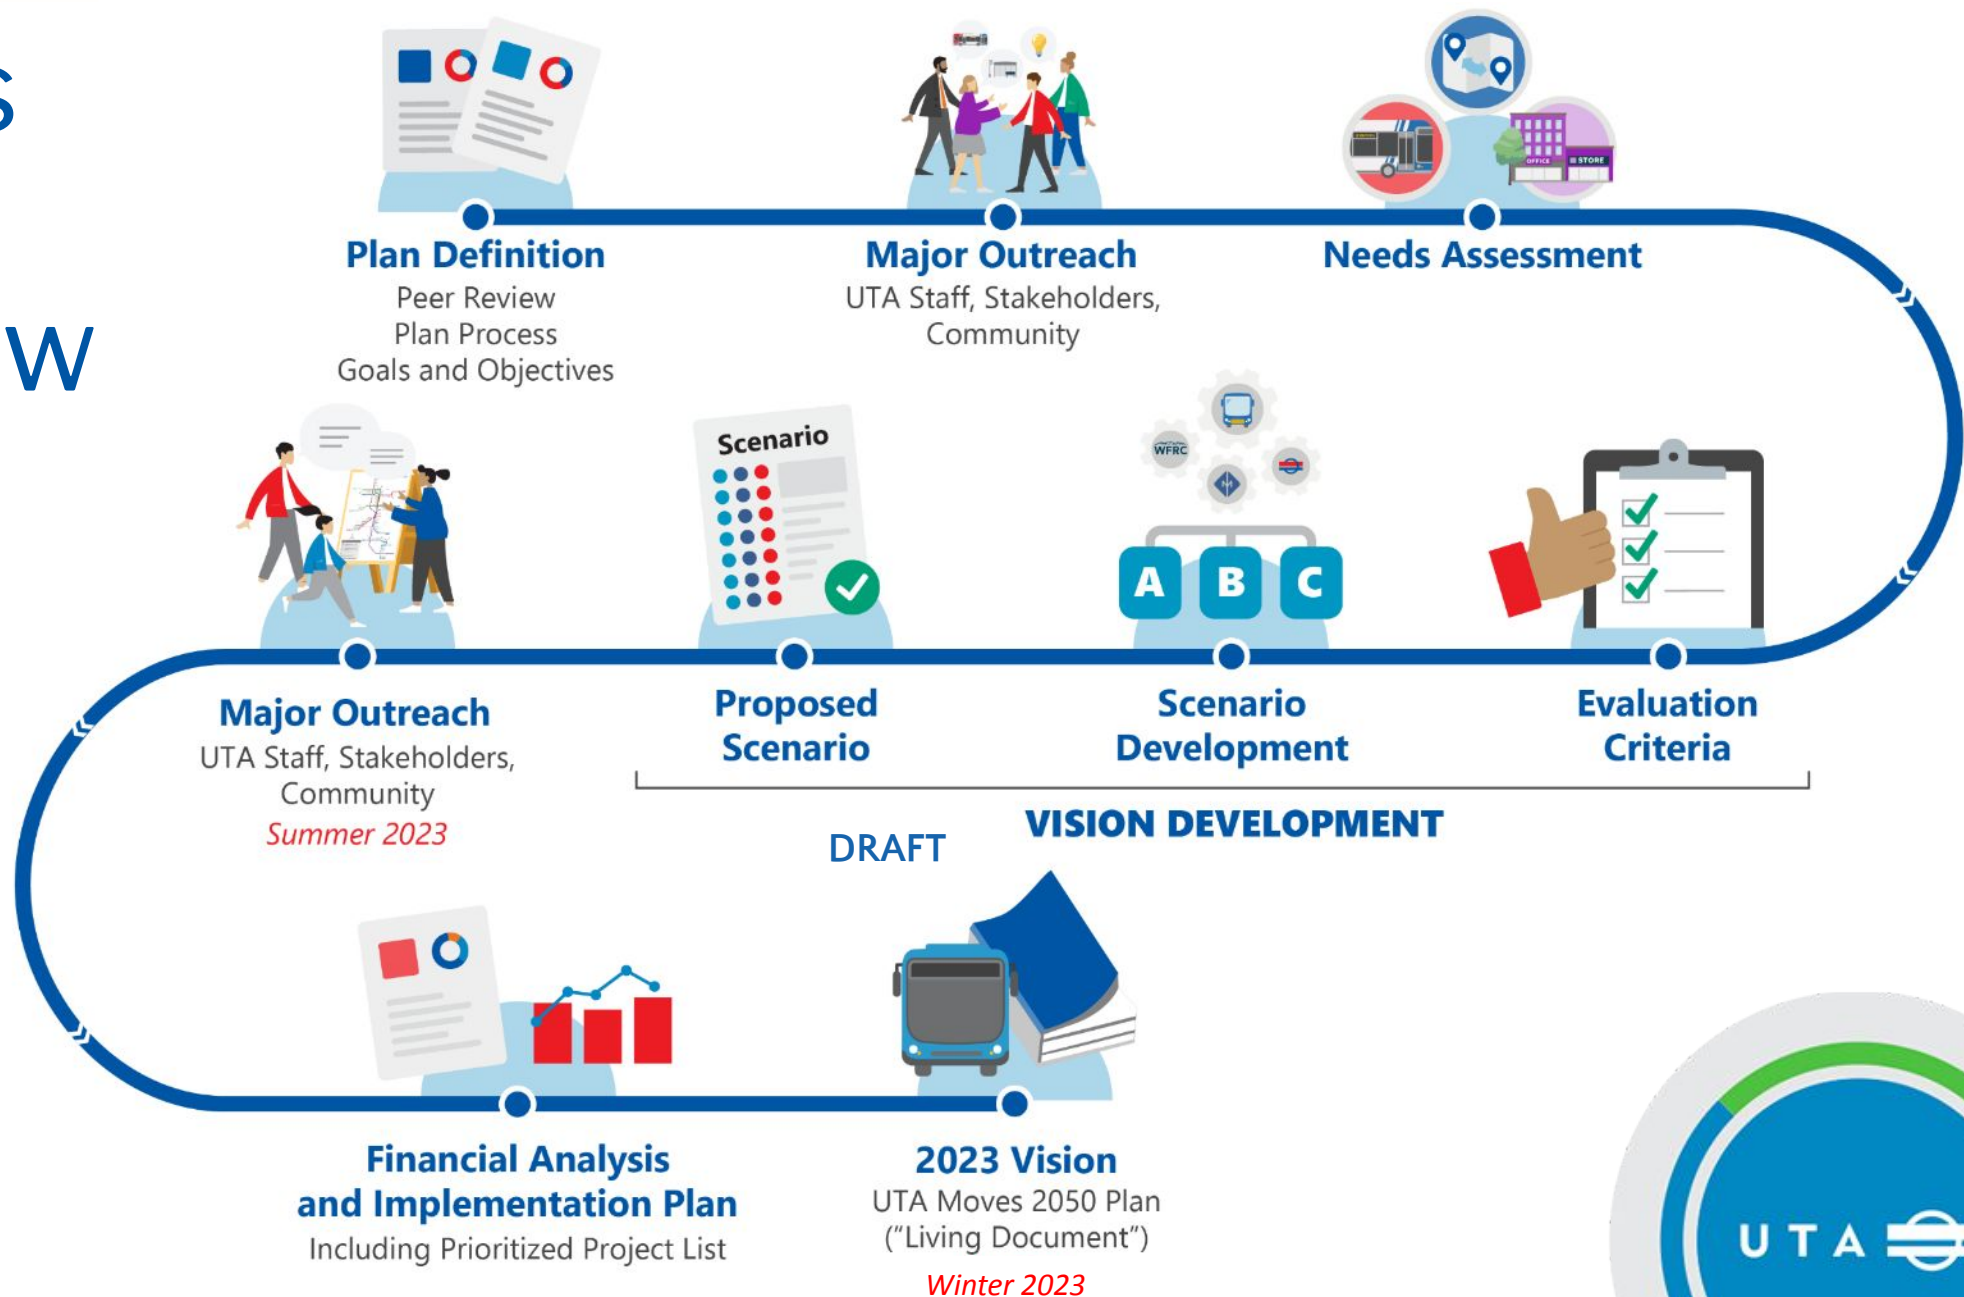 S
W
Plan Definition
Peer Review
Plan Process
Goals and Objectives
Major Outreach
UTA Staff, Stakeholders,
Community
OFFICE
STORE
Needs Assessment
WFRC
A B C
Evaluation
Criteria
Scenario
Development
Scenario
Proposed
Scenario
VISION DEVELOPMENT
Major Outreach
UTA Staff, Stakeholders,
Community
Summer 2023
Financial Analysis
and Implementation Plan
Including Prioritized Project List
DRAFT
2023 Vision
UTA Moves 2050 Plan
("Living Document")
Winter 2023
UTA